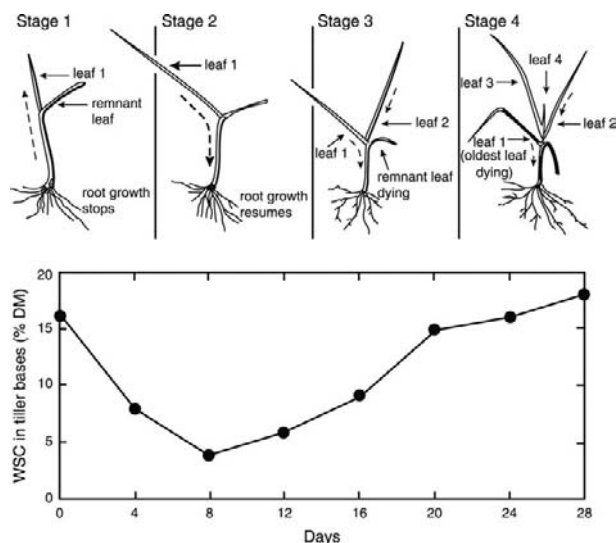 Stage 1
leaf 1
remnant
leaf
root growth
stops
Stage 2
leaf 1
root growth
resumes
Stage 3
leaf 1
leaf 2
remnant leaf
dying
Stage 4
leaf 4
leaf 3
leaf 2
leaf 1
(oldest leaf
dying)
WSC in tiller bases (% DM)
20
15
10
5
0
0
4
8
12
16
20
24
28
Days